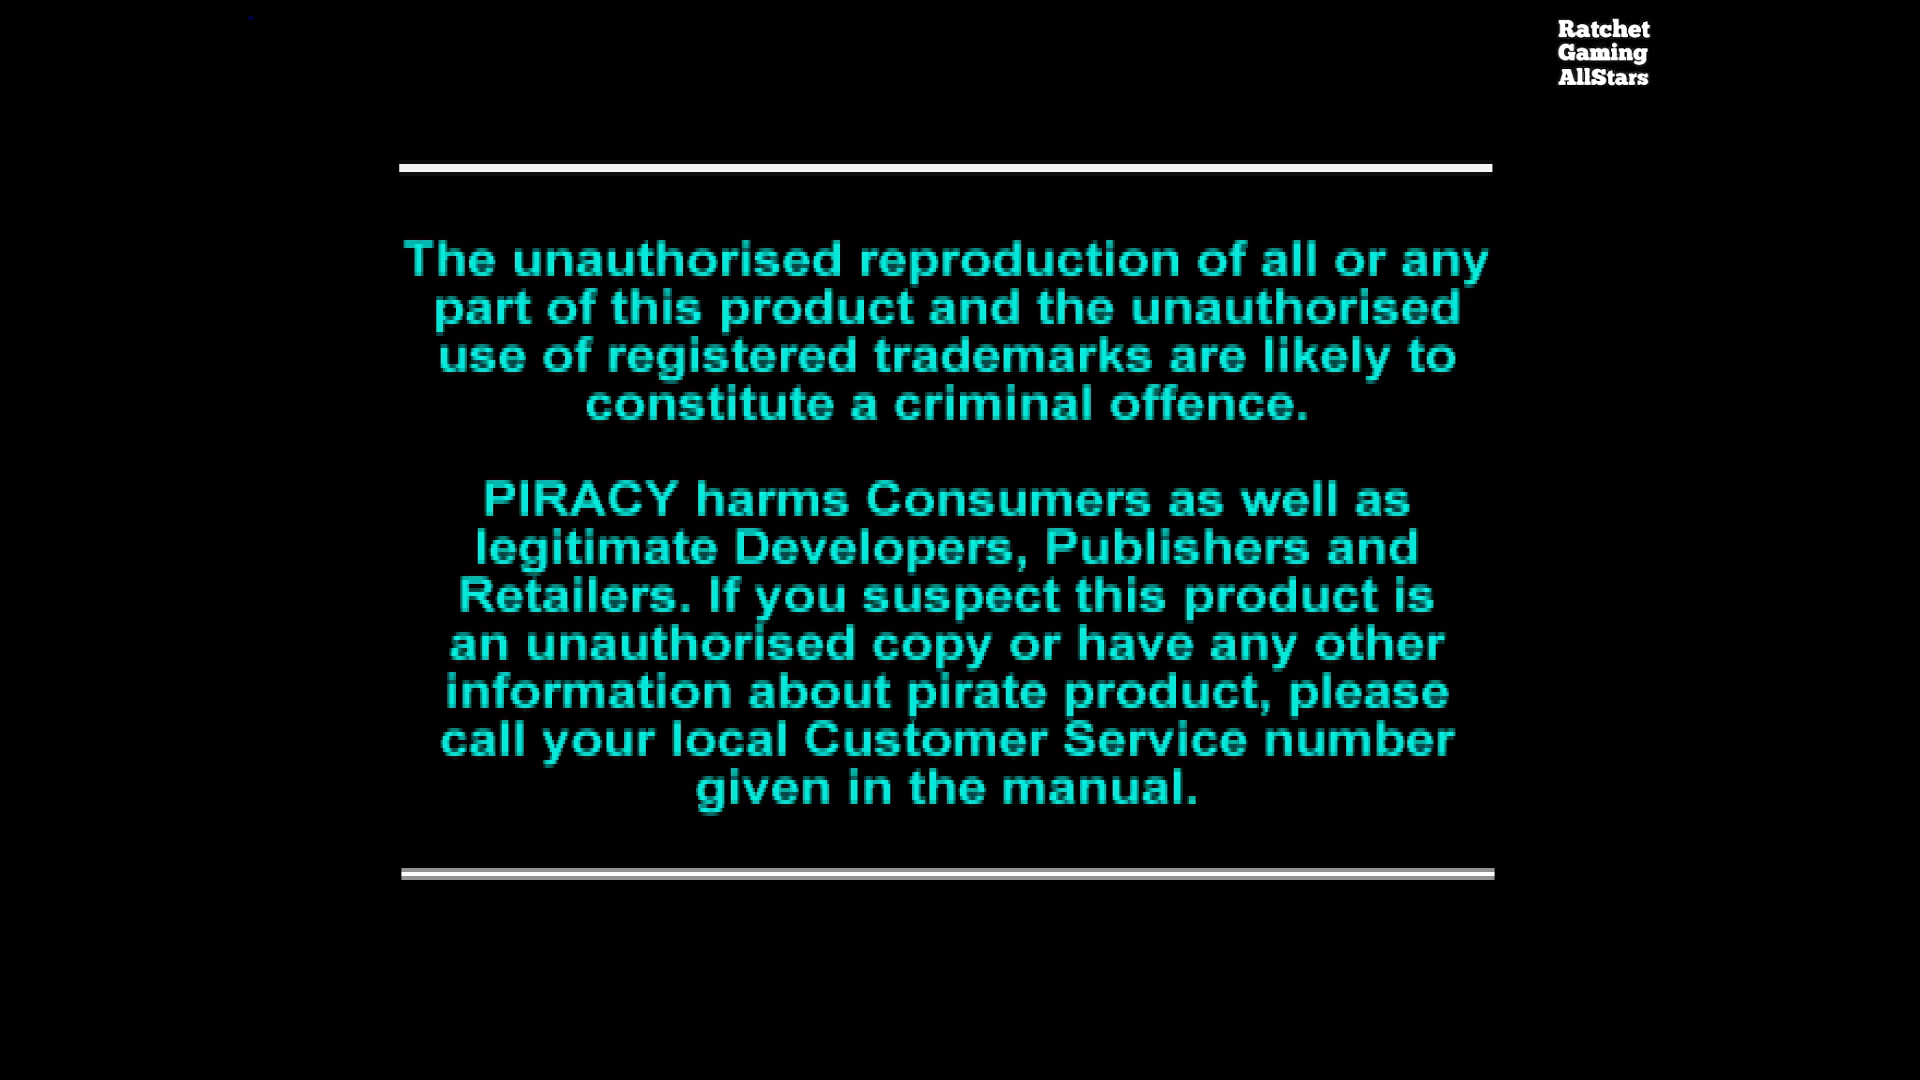 Ratchet
Gaming
AllStars
The unauthorised reproduction of all or any
part of this product and the unauthorised
use of registered trademarks are likely to
constitute a criminal offence.
PIRACY harms Consumers as well as
legitimate Developers, Publishers and
Retailers. If you suspect this product is
an unauthorised copy or have any other
information about pirate product, please
call your local Customer Service number
given in the manual.